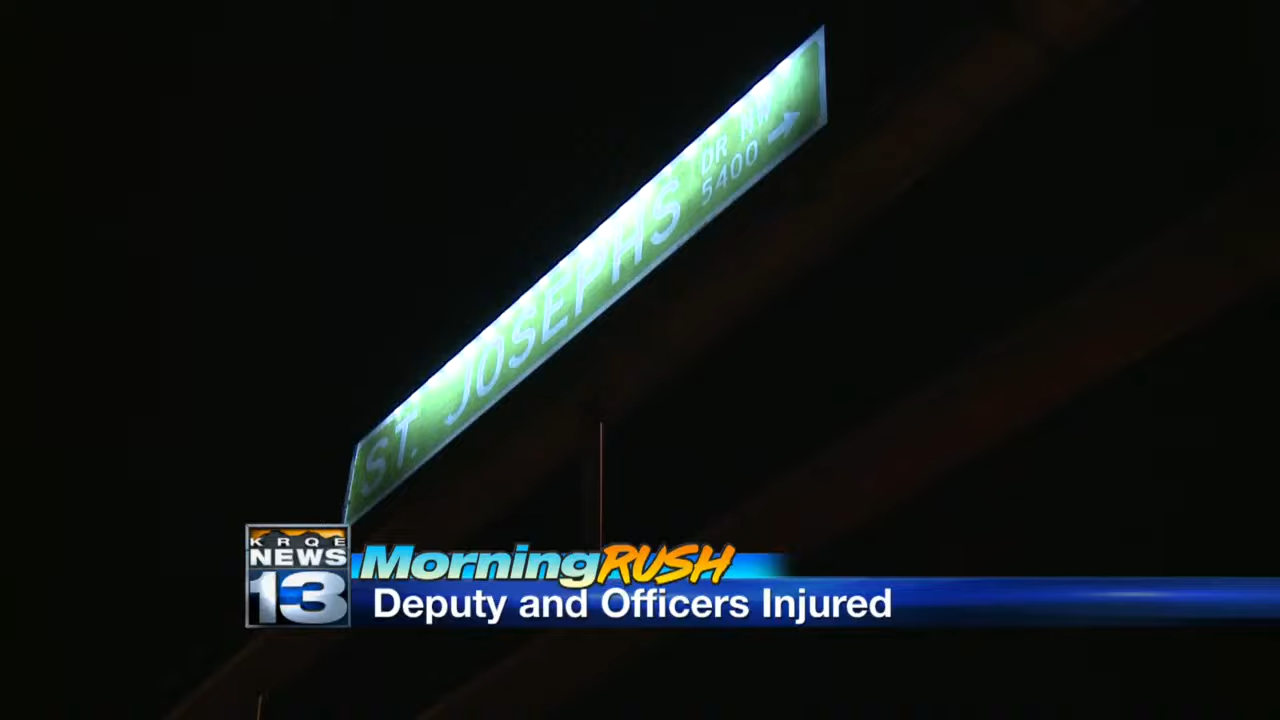 ST. JOSEPHS DR NW
5400 →
KRQE
NEWS
13
MorningRUSH
Deputy and Officers Injured